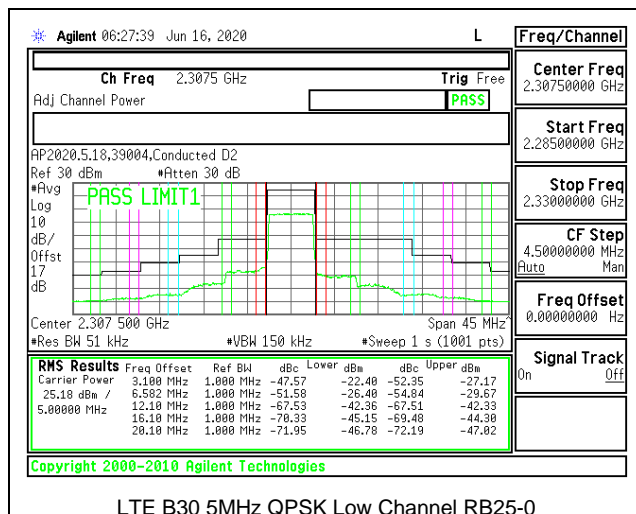 Agilent 06:27:39 Jun 16, 2020 L
Freq/Channel
Ch Freq 2.3075 GHz Trig Free
Adj Channel Power PASS
Center Freq
2.30750000 GHz
Start Freq
2.28500000 GHz
Stop Freq
2.33000000 GHz
CF Step
4.50000000 MHz
Auto Man
Freq Offset
0.00000000 Hz
Signal Track
On Off
AP2020.5.18,39004,Conducted D2
Ref 30 dBm #Atten 30 dB
#Avg
Log
10
dB/
Offst
17
dB
PASS LIMIT1
Center 2.307 500 GHz Span 45 MHz^
#Res BW 51 kHz #VBW 150 kHz #Sweep 1 s (1001 pts)
RMS Results Freq Offset Ref BW dBc Lower dBm dBc Upper dBm
Carrier Power 3.100 MHz 1.000 MHz -47.57 -22.40 -52.35 -27.17
25.18 dBm / 6.582 MHz 1.000 MHz -51.58 -26.40 -54.84 -29.67
5.00000 MHz 12.10 MHz 1.000 MHz -67.53 -42.36 -67.51 -42.33
16.10 MHz 1.000 MHz -70.33 -45.15 -69.48 -44.30
20.10 MHz 1.000 MHz -71.95 -46.78 -72.19 -47.02
Copyright 2000-2010 Agilent Technologies
LTE B30 5MHz QPSK Low Channel RB25-0